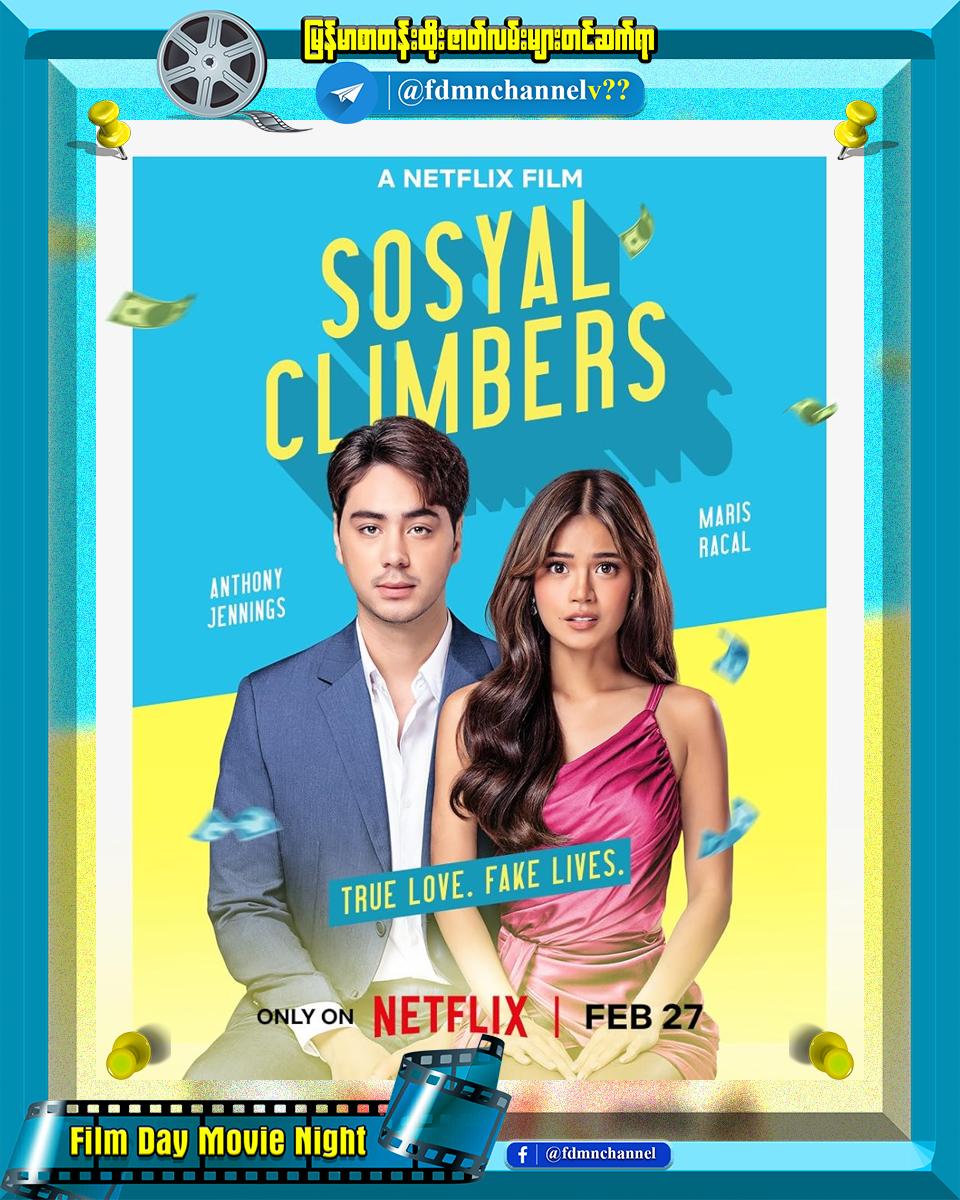 မြန်မာစာတန်းထိုးဇာတ်လမ်းများတင်ဆက်ရာ
@fdmnchannelv??
A NETFLIX FILM
SOSYAL
CLIMBERS
MARIS
RACAL
ANTHONY
JENNINGS
TRUE LOVE. FAKE LIVES.
ONLY ON NETFLIX | FEB 27
Film Day Movie Night
@fdmnchannel